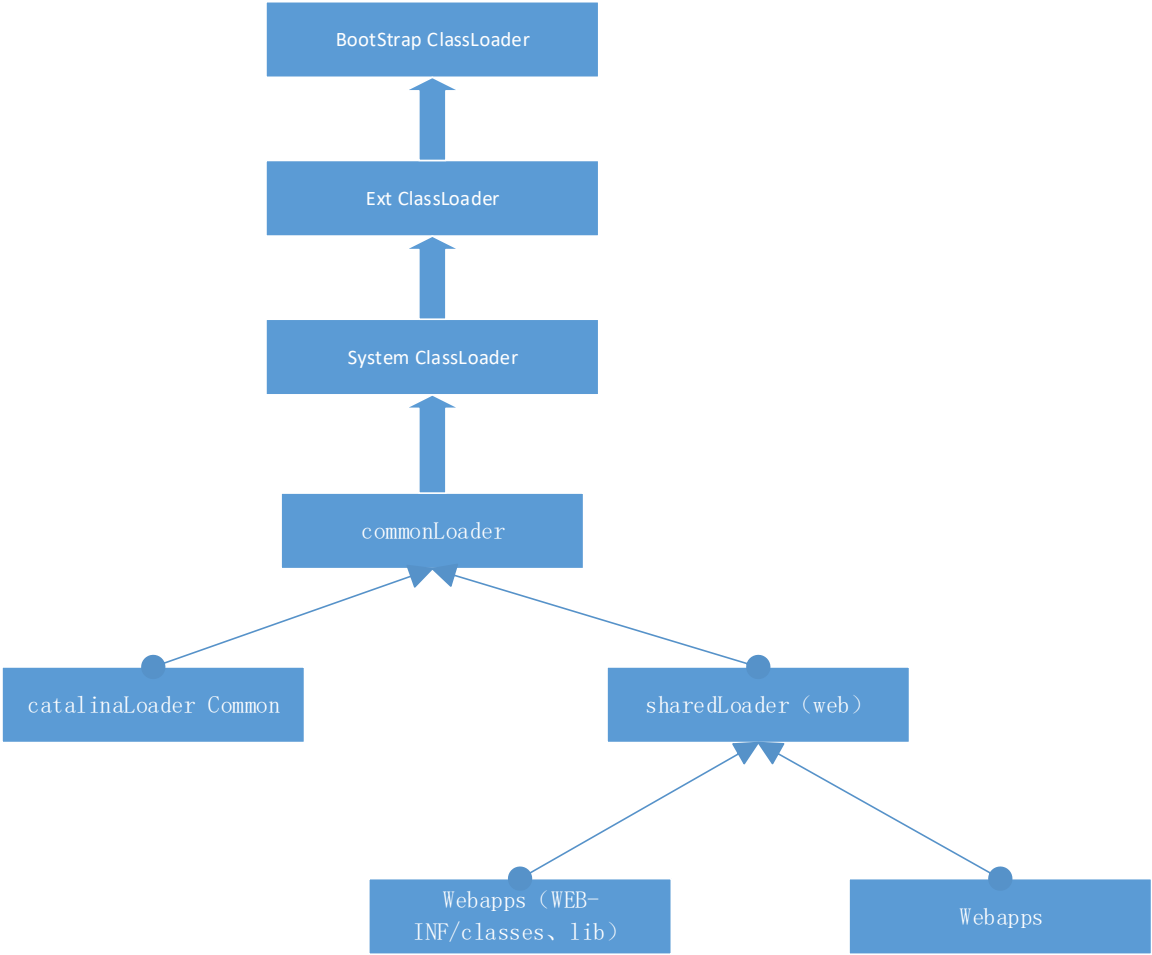 BootStrap ClassLoader
Ext ClassLoader
System ClassLoader
commonLoader
catalinaLoader Common
sharedLoader（web）
Webapps（WEB-
INF/classes、lib）
Webapps